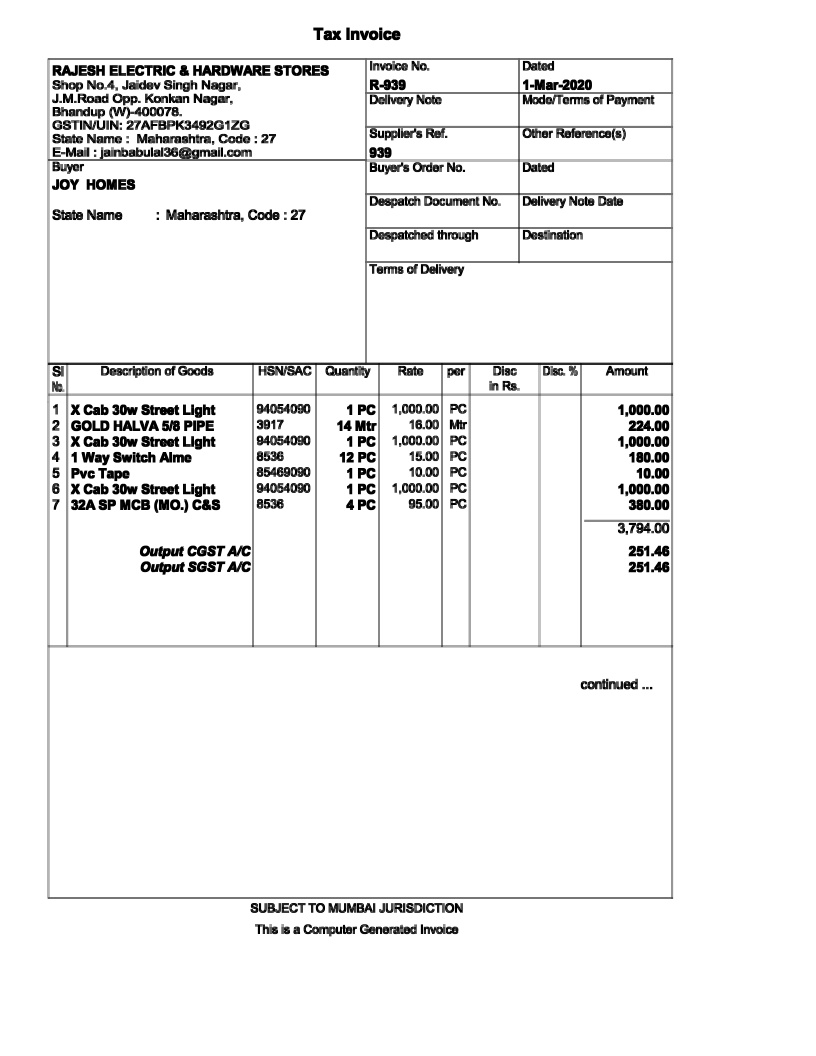 Tax Invoice
RAJESH ELECTRIC & HARDWARE STORES
Shop No.4, Jaidev Singh Nagar,
J.M.Road Opp. Konkan Nagar,
Bhandup (W)-400078.
GSTIN/UIN: 27AFBPK3492G1ZG
State Name : Maharashtra, Code : 27
E-Mail : jainbabulal36@gmail.com
Invoice No. Dated
R-939 1-Mar-2020
Delivery Note Mode/Terms of Payment
Supplier's Ref. Other Reference(s)
939
Buyer
JOY HOMES
State Name : Maharashtra, Code : 27
Buyer's Order No. Dated
Despatch Document No. Delivery Note Date
Despatched through Destination
Terms of Delivery
Sl Description of Goods HSN/SAC Quantity Rate per Disc Disc. % Amount
No. in Rs.
1 X Cab 30w Street Light 94054090 1 PC 1,000.00 PC 1,000.00
2 GOLD HALVA 5/8 PIPE 3917 14 Mtr 16.00 Mtr 224.00
3 X Cab 30w Street Light 94054090 1 PC 1,000.00 PC 1,000.00
4 1 Way Switch Alme 8536 12 PC 15.00 PC 180.00
5 Pvc Tape 85469090 1 PC 10.00 PC 10.00
6 X Cab 30w Street Light 94054090 1 PC 1,000.00 PC 1,000.00
7 32A SP MCB (MO.) C&S 8536 4 PC 95.00 PC 380.00
3,794.00
Output CGST A/C 251.46
Output SGST A/C 251.46
continued ...
SUBJECT TO MUMBAI JURISDICTION
This is a Computer Generated Invoice